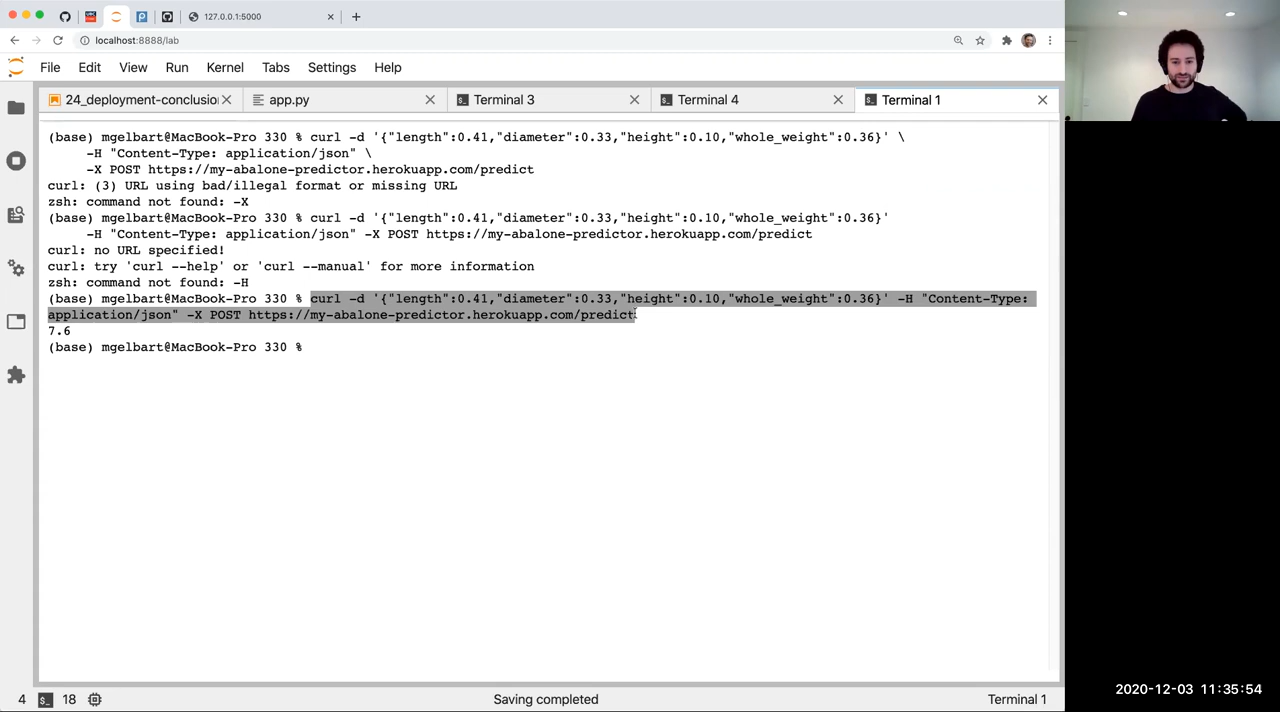 127.0.0.1:5000
localhost:8888/lab
File Edit View Run Kernel Tabs Settings Help
24_deployment-conclusio app.py Terminal 3 Terminal 4 Terminal 1
(base) mgelbart@MacBook-Pro 330 % curl -d '{"length":0.41,"diameter":0.33,"height":0.10,"whole_weight":0.36}' \
-H "Content-Type: application/json" \
-X POST https://my-abalone-predictor.herokuapp.com/predict
curl: (3) URL using bad/illegal format or missing URL
zsh: command not found: -X
(base) mgelbart@MacBook-Pro 330 % curl -d '{"length":0.41,"diameter":0.33,"height":0.10,"whole_weight":0.36}'
-H "Content-Type: application/json" -X POST https://my-abalone-predictor.herokuapp.com/predict
curl: no URL specified!
curl: try 'curl --help' or 'curl --manual' for more information
zsh: command not found: -H
(base) mgelbart@MacBook-Pro 330 % curl -d '{"length":0.41,"diameter":0.33,"height":0.10,"whole_weight":0.36}' -H "Content-Type:
application/json" -X POST https://my-abalone-predictor.herokuapp.com/predict
7.6
(base) mgelbart@MacBook-Pro 330 %
4 18 Saving completed Terminal 1
2020-12-03 11:35:54